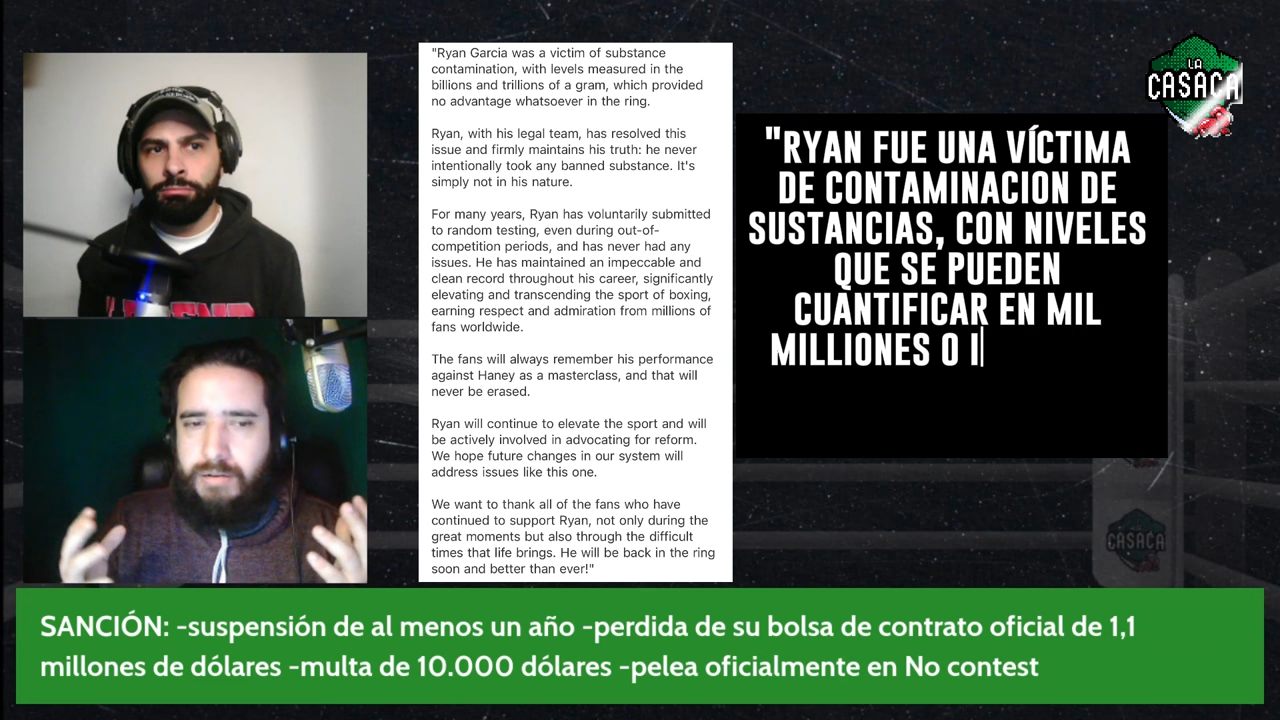 "Ryan Garcia was a victim of substance
contamination, with levels measured in the
billions and trillions of a gram, which provided
no advantage whatsoever in the ring.
Ryan, with his legal team, has resolved this
issue and firmly maintains his truth: he never
intentionally took any banned substance. It's
simply not in his nature.
For many years, Ryan has voluntarily submitted
to random testing, even during out-of-
competition periods, and has never had any
issues. He has maintained an impeccable and
clean record throughout his career, significantly
elevating and transcending the sport of boxing,
earning respect and admiration from millions of
fans worldwide.
The fans will always remember his performance
against Haney as a masterclass, and that will
never be erased.
Ryan will continue to elevate the sport and will
be actively involved in advocating for reform.
We hope future changes in our system will
address issues like this one.
We want to thank all of the fans who have
continued to support Ryan, not only during the
great moments but also through the difficult
times that life brings. He will be back in the ring
soon and better than ever!"
LA
CASACA
"RYAN FUE UNA VÍCTIMA
DE CONTAMINACION DE
SUSTANCIAS, CON NIVELES
QUE SE PUEDEN
CUANTIFICAR EN MIL
MILLIONES O I
CASACA
SANCIÓN: -suspensión de al menos un año -perdida de su bolsa de contrato oficial de 1,1
millones de dólares -multa de 10.000 dólares -pelea oficialmente en No contest